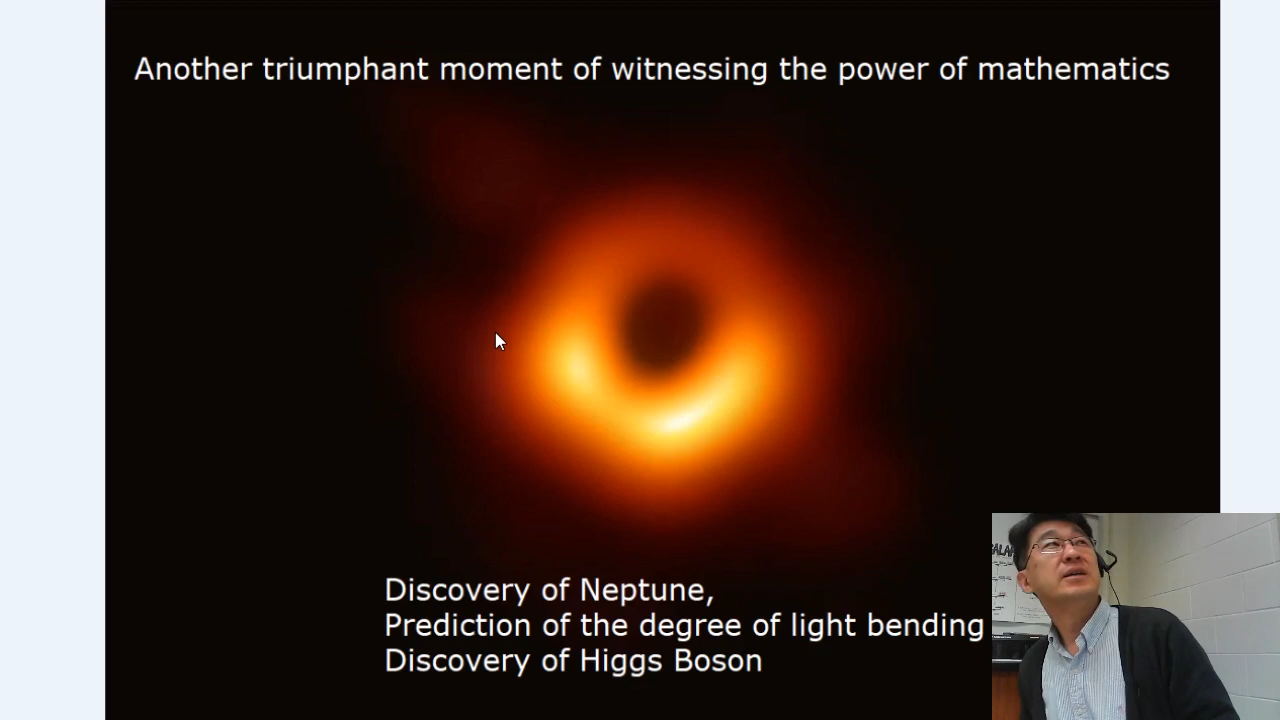 Another triumphant moment of witnessing the power of mathematics
Discovery of Neptune,
Prediction of the degree of light bending
Discovery of Higgs Boson